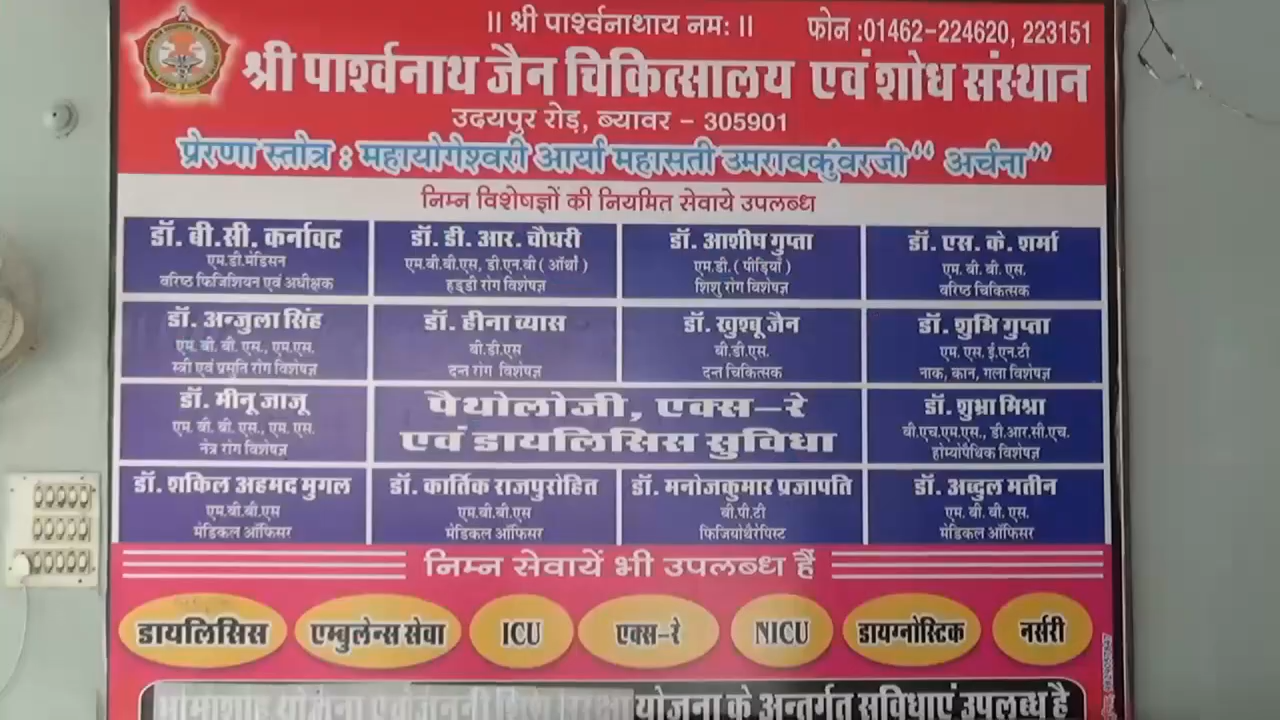 ॥ श्री पार्श्वनाथाय नमः ॥ फोन :01462-224620, 223151
श्री पार्श्वनाथ जैन चिकित्सालय एवं शोध संस्थान
उदयपुर रोड़, ब्यावर - 305901
प्रेरणा स्तोत्र : महायोगेश्वरी आर्या महासती उमरावकुंवरजी“ अर्चना”
निम्न विशेषज्ञों की नियमित सेवाये उपलब्ध
डॉ. बी.सी. कर्नावट
एम.डी.मेडिसन
वरिष्ठ फिजिशियन एवं अधीक्षक
डॉ. डी. आर. चौधरी
एम.बी.बी.एस, डी.एन.बी ( ऑर्थो )
हड्डी रोग विशेषज्ञ
डॉ. आशीष गुप्ता
एम.डी. ( पीड़ियॉ )
शिशु रोग विशेषज्ञ
डॉ. एस. के. शर्मा
एम. बी. बी. एस.
वरिष्ठ चिकित्सक
डॉ. अन्जुला सिंह
एम. बी. बी. एस., एम.एस.
स्त्री एवं प्रसुति रोग विशेषज्ञ
डॉ. हीना व्यास
बी.डी.एस
दन्त रोग विशेषज्ञ
डॉ. खुश्बू जैन
बी.डी.एस.
दन्त चिकित्सक
डॉ. शुभि गुप्ता
एम. एस. ई.एन.टी
नाक, कान, गला विशेषज्ञ
डॉ. मीनू जाजू
एम. बी. बी. एस., एम. एस.
नेत्र रोग विशेषज्ञ
पैथोलोजी, एक्स-रे
एवं डायलिसिस सुविधा
डॉ. शुभ्रा मिश्रा
बी.एच.एम.एस., डी.आर.सी.एच.
होम्योपैथिक विशेषज्ञ
डॉ. शकिल अहमद मुगल
एम.बी.बी.एस
मेडिकल ऑफिसर
डॉ. कार्तिक राजपुरोहित
एम.बी.बी.एस
मेडिकल ऑफिसर
डॉ. मनोजकुमार प्रजापति
बी.पी.टी
फिजियोथैरेपिस्ट
डॉ. अब्दुल मतीन
एम. बी. बी. एस.
मेडिकल ऑफिसर
निम्न सेवायें भी उपलब्ध हैं
डायलिसिस एम्बुलेन्स सेवा ICU एक्स-रे NICU डायग्नोस्टिक नर्सरी
योजना के अन्तर्गत सुविधाएं उपलब्ध है